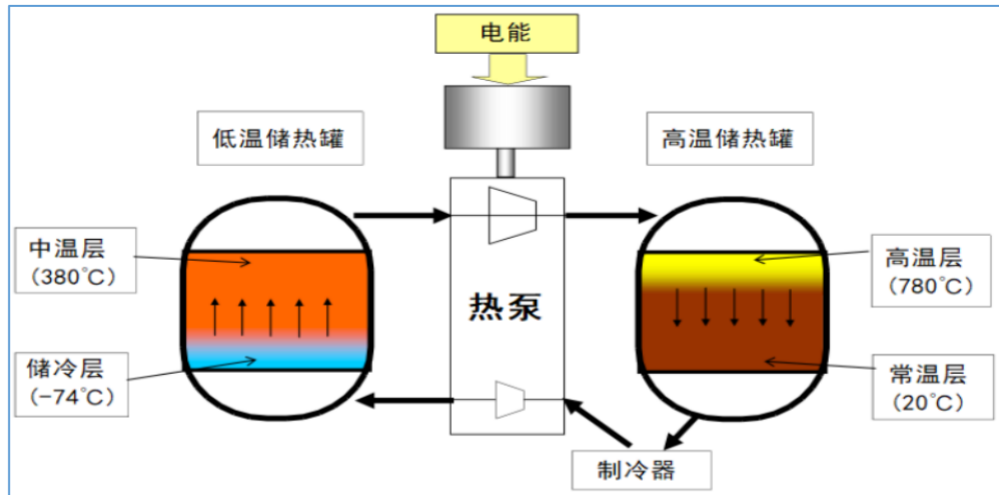 电能
低温储热罐
高温储热罐
中温层
(380℃)
高温层
(780℃)
热泵
储冷层
(-74℃)
常温层
(20℃)
制冷器